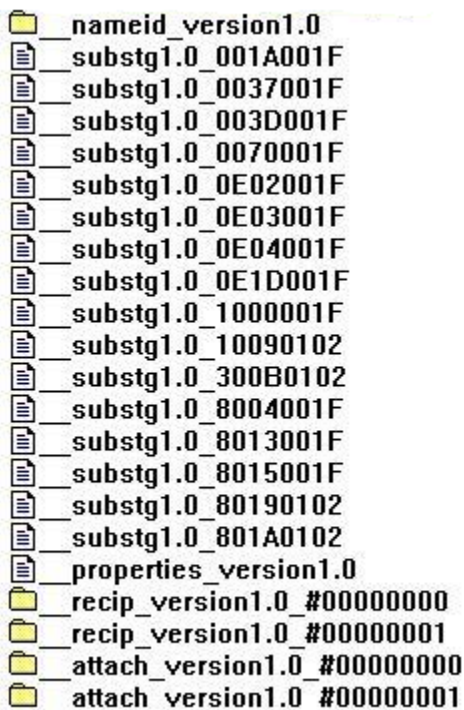 __nameid_version1.0
__substg1.0_001A001F
__substg1.0_0037001F
__substg1.0_003D001F
__substg1.0_0070001F
__substg1.0_0E02001F
__substg1.0_0E03001F
__substg1.0_0E04001F
__substg1.0_0E1D001F
__substg1.0_1000001F
__substg1.0_10090102
__substg1.0_300B0102
__substg1.0_8004001F
__substg1.0_8013001F
__substg1.0_8015001F
__substg1.0_80190102
__substg1.0_801A0102
__properties_version1.0
__recip_version1.0_#00000000
__recip_version1.0_#00000001
__attach_version1.0_#00000000
__attach_version1.0_#00000001